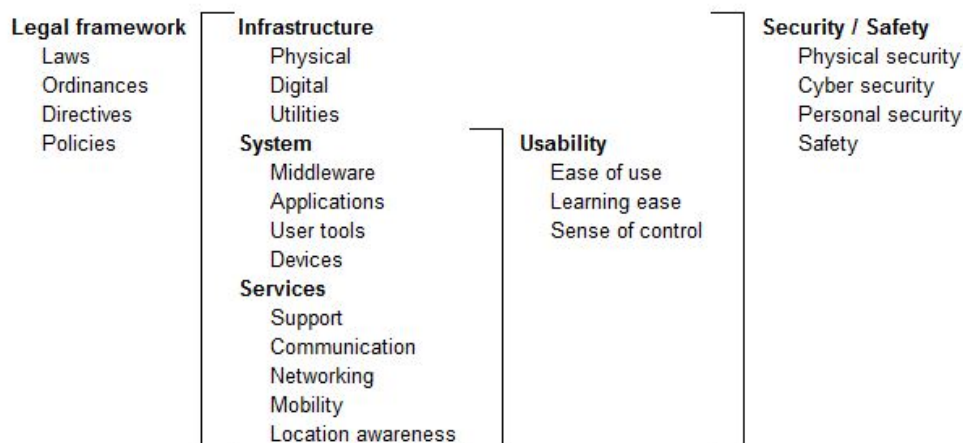 Legal framework
Laws
Ordinances
Directives
Policies
Infrastructure
Physical
Digital
Utilities
System
Middleware
Applications
User tools
Devices
Services
Support
Communication
Networking
Mobility
Location awareness
Usability
Ease of use
Learning ease
Sense of control
Security / Safety
Physical security
Cyber security
Personal security
Safety